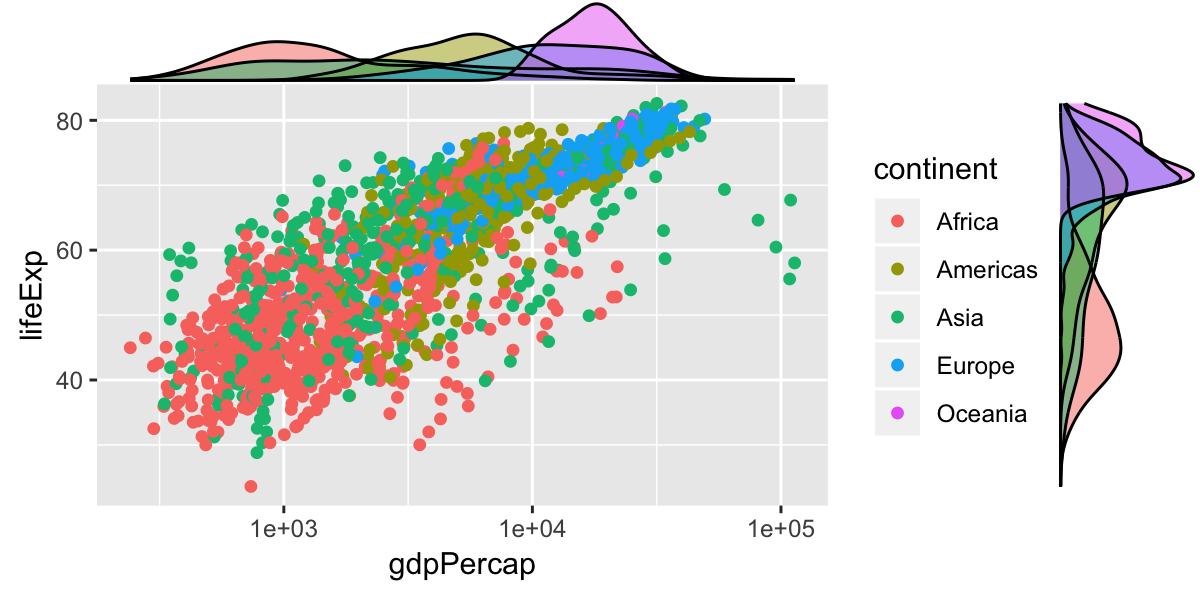 80
60
40
lifeExp
1e+03
1e+04
1e+05
gdpPercap
continent
Africa
Americas
Asia
Europe
Oceania